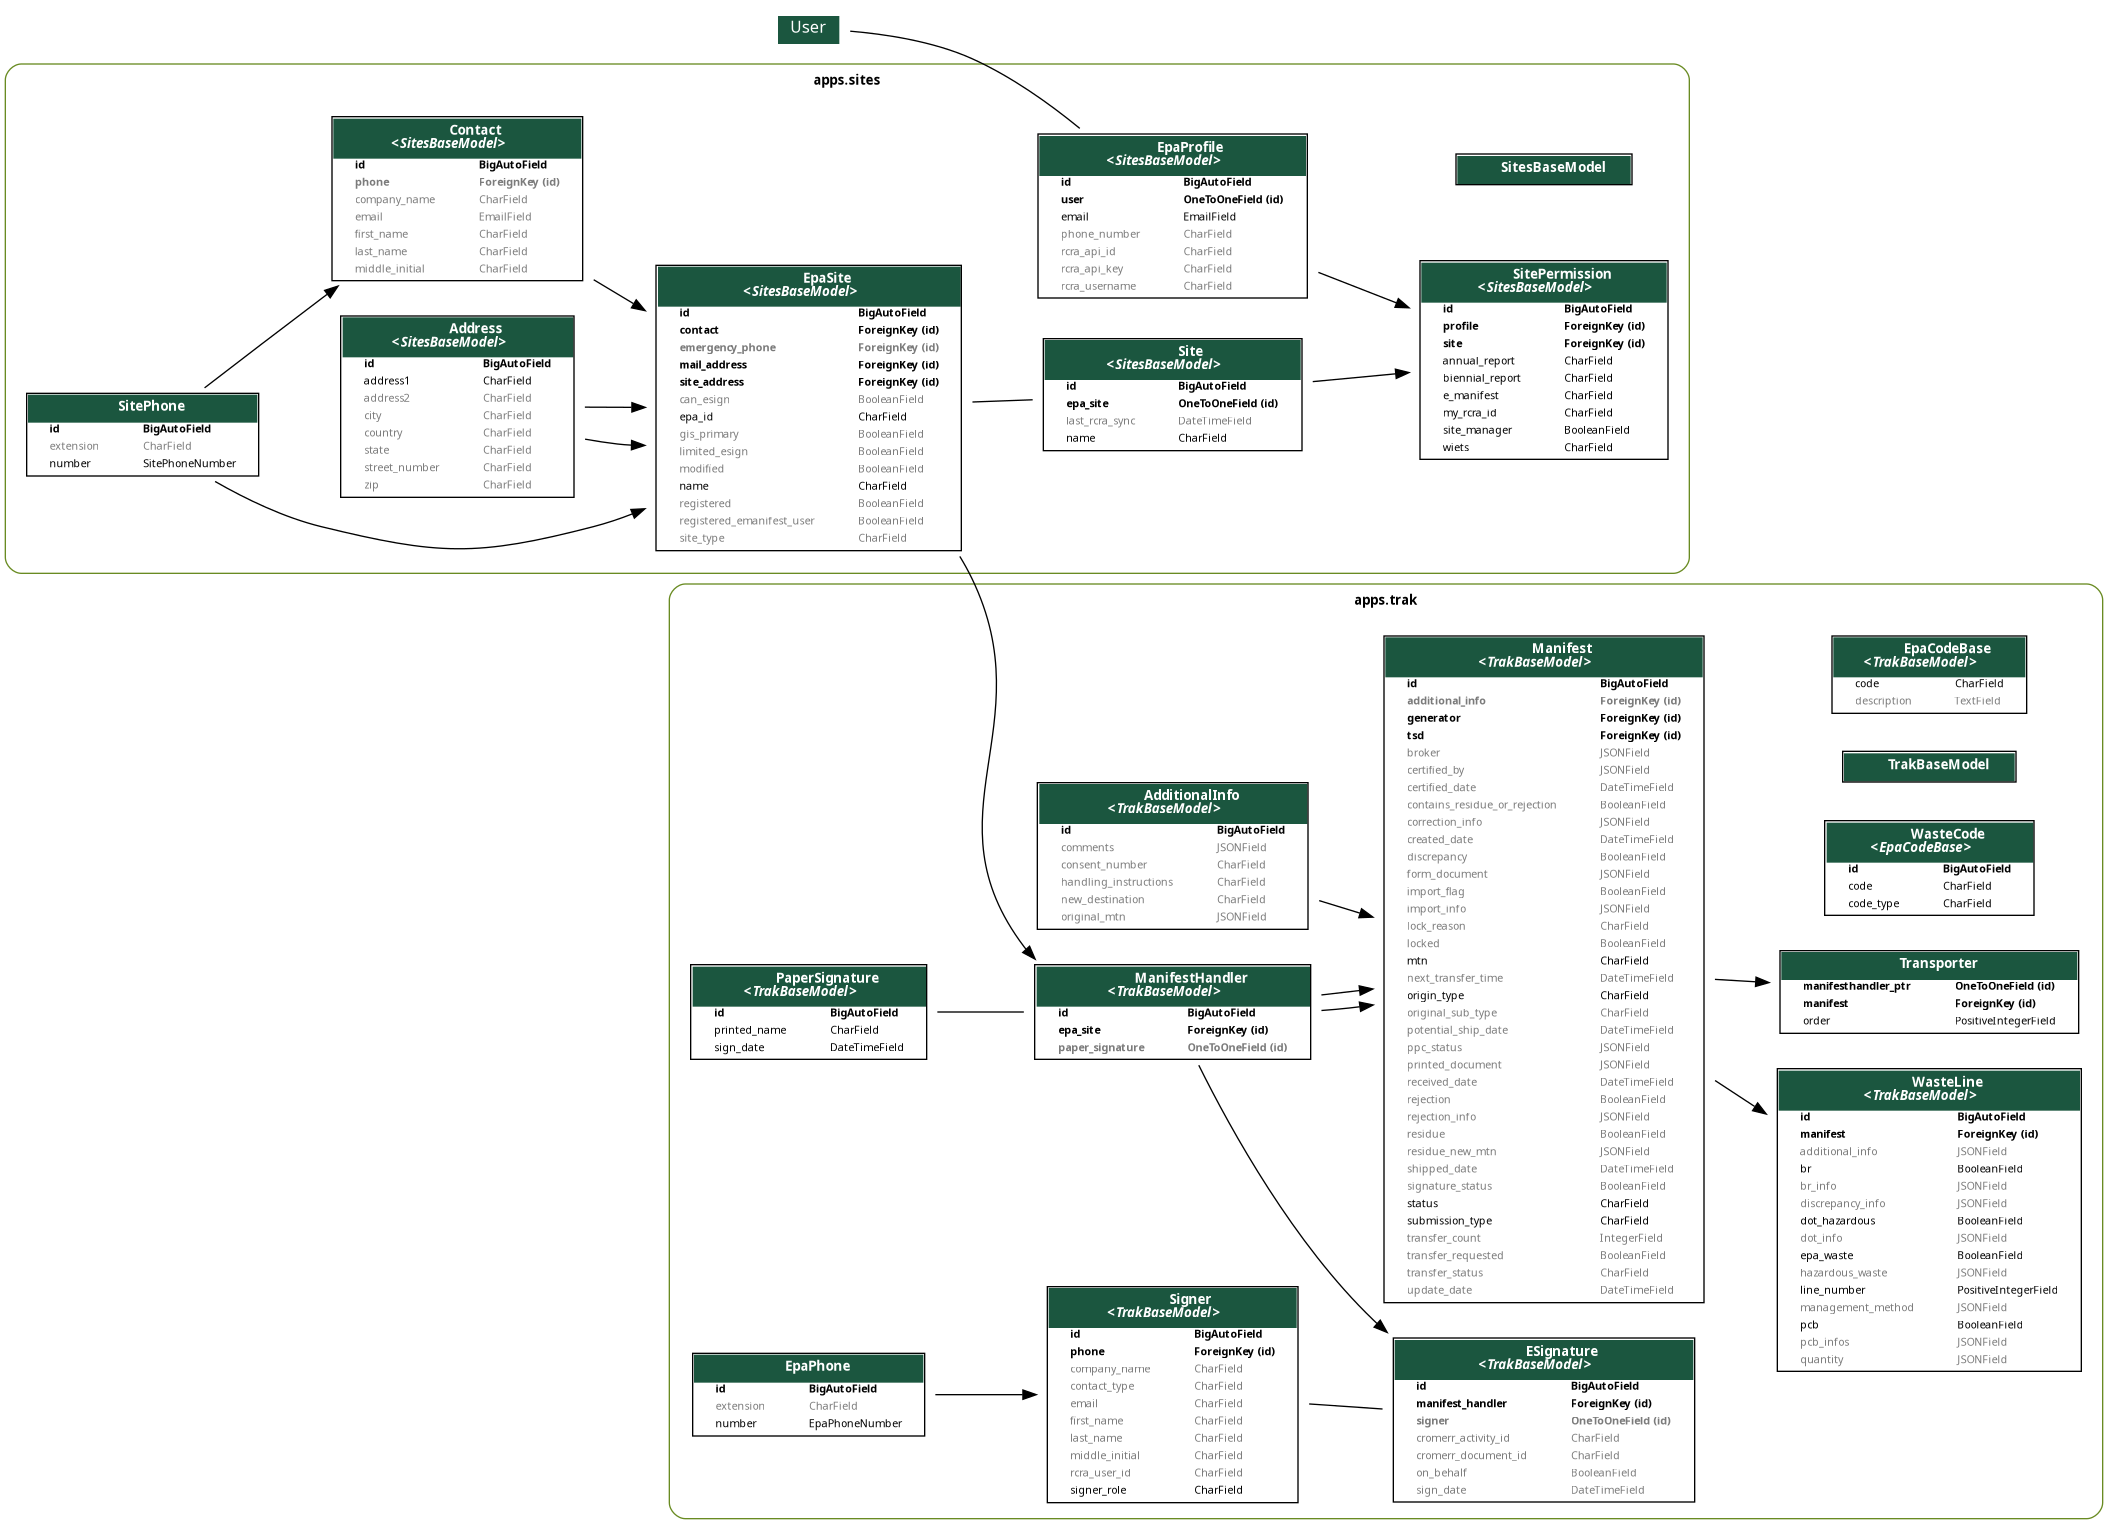 User
apps.sites
Contact
<SitesBaseModel>
id BigAutoField
phone ForeignKey (id)
company_name CharField
email EmailField
first_name CharField
last_name CharField
middle_initial CharField
Address
<SitesBaseModel>
id BigAutoField
address1 CharField
address2 CharField
city CharField
country CharField
state CharField
street_number CharField
zip CharField
SitePhone
id BigAutoField
extension CharField
number SitePhoneNumber
EpaSite
<SitesBaseModel>
id BigAutoField
contact ForeignKey (id)
emergency_phone ForeignKey (id)
mail_address ForeignKey (id)
site_address ForeignKey (id)
can_esign BooleanField
epa_id CharField
gis_primary BooleanField
limited_esign BooleanField
modified BooleanField
name CharField
registered BooleanField
registered_emanifest_user BooleanField
site_type CharField
EpaProfile
<SitesBaseModel>
id BigAutoField
user OneToOneField (id)
email EmailField
phone_number CharField
rcra_api_id CharField
rcra_api_key CharField
rcra_username CharField
Site
<SitesBaseModel>
id BigAutoField
epa_site OneToOneField (id)
last_rcra_sync DateTimeField
name CharField
SitesBaseModel
SitePermission
<SitesBaseModel>
id BigAutoField
profile ForeignKey (id)
site ForeignKey (id)
annual_report CharField
biennial_report CharField
e_manifest CharField
my_rcra_id CharField
site_manager BooleanField
wiets CharField
apps.trak
PaperSignature
<TrakBaseModel>
id BigAutoField
printed_name CharField
sign_date DateTimeField
EpaPhone
id BigAutoField
extension CharField
number EpaPhoneNumber
AdditionalInfo
<TrakBaseModel>
id BigAutoField
comments JSONField
consent_number CharField
handling_instructions CharField
new_destination CharField
original_mtn JSONField
ManifestHandler
<TrakBaseModel>
id BigAutoField
epa_site ForeignKey (id)
paper_signature OneToOneField (id)
Signer
<TrakBaseModel>
id BigAutoField
phone ForeignKey (id)
company_name CharField
contact_type CharField
email CharField
first_name CharField
last_name CharField
middle_initial CharField
rcra_user_id CharField
signer_role CharField
Manifest
<TrakBaseModel>
id BigAutoField
additional_info ForeignKey (id)
generator ForeignKey (id)
tsd ForeignKey (id)
broker JSONField
certified_by JSONField
certified_date DateTimeField
contains_residue_or_rejection BooleanField
correction_info JSONField
created_date DateTimeField
discrepancy BooleanField
form_document JSONField
import_flag BooleanField
import_info JSONField
lock_reason CharField
locked BooleanField
mtn CharField
next_transfer_time DateTimeField
origin_type CharField
original_sub_type CharField
potential_ship_date DateTimeField
ppc_status JSONField
printed_document JSONField
received_date DateTimeField
rejection BooleanField
rejection_info JSONField
residue BooleanField
residue_new_mtn JSONField
shipped_date DateTimeField
signature_status BooleanField
status CharField
submission_type CharField
transfer_count IntegerField
transfer_requested BooleanField
transfer_status CharField
update_date DateTimeField
ESignature
<TrakBaseModel>
id BigAutoField
manifest_handler ForeignKey (id)
signer OneToOneField (id)
cromerr_activity_id CharField
cromerr_document_id CharField
on_behalf BooleanField
sign_date DateTimeField
EpaCodeBase
<TrakBaseModel>
code CharField
description TextField
TrakBaseModel
WasteCode
<EpaCodeBase>
id BigAutoField
code CharField
code_type CharField
Transporter
manifesthandler_ptr OneToOneField (id)
manifest ForeignKey (id)
order PositiveIntegerField
WasteLine
<TrakBaseModel>
id BigAutoField
manifest ForeignKey (id)
additional_info JSONField
br BooleanField
br_info JSONField
discrepancy_info JSONField
dot_hazardous BooleanField
dot_info JSONField
epa_waste BooleanField
hazardous_waste JSONField
line_number PositiveIntegerField
management_method JSONField
pcb BooleanField
pcb_infos JSONField
quantity JSONField